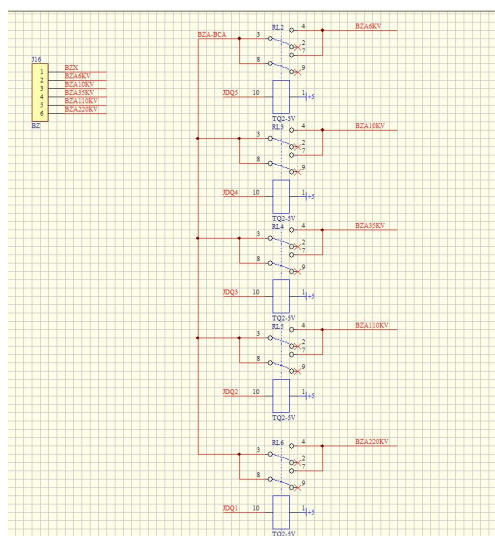 J16
1 BZX
2 BZA6KV
3 BZA10KV
4 BZA35KV
5 BZA110KV
6 BZA220KV
BZ
BZA-BCA
RL2
3 4 BZA6KV
2
7
8
9
JDQ5 10 1 +5
TQ2-5V
RL3
3 4 BZA10KV
2
7
8
9
JDQ4 10 1 +5
TQ2-5V
RL4
3 4 BZA35KV
2
7
8
9
JDQ3 10 1 +5
TQ2-5V
RL5
3 4 BZA110KV
2
7
8
9
JDQ2 10 1 +5
TQ2-5V
RL6
3 4 BZA220KV
2
7
8
9
JDQ1 10 1 +5
TQ2-5V